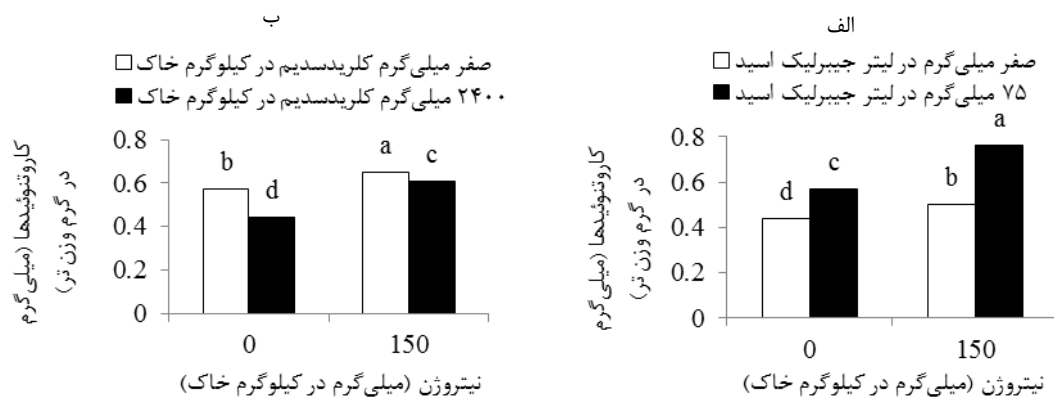 الف
صفر میلی‌گرم در لیتر جیبرلیک اسید
۷۵ میلی‌گرم در لیتر جیبرلیک اسید
کاروتنوئیدها (میلی‌گرم
در گرم وزن تر)
0.8
0.6
0.4
0.2
0
d
c
b
a
0
150
نیتروژن (میلی‌گرم در کیلوگرم خاک)
ب
صفر میلی‌گرم کلریدسدیم در کیلوگرم خاک
۲۴۰۰ میلی‌گرم کلریدسدیم در کیلوگرم خاک
کاروتنوئیدها (میلی‌گرم
در گرم وزن تر)
0.8
0.6
0.4
0.2
0
b
d
a
c
0
150
نیتروژن (میلی‌گرم در کیلوگرم خاک)